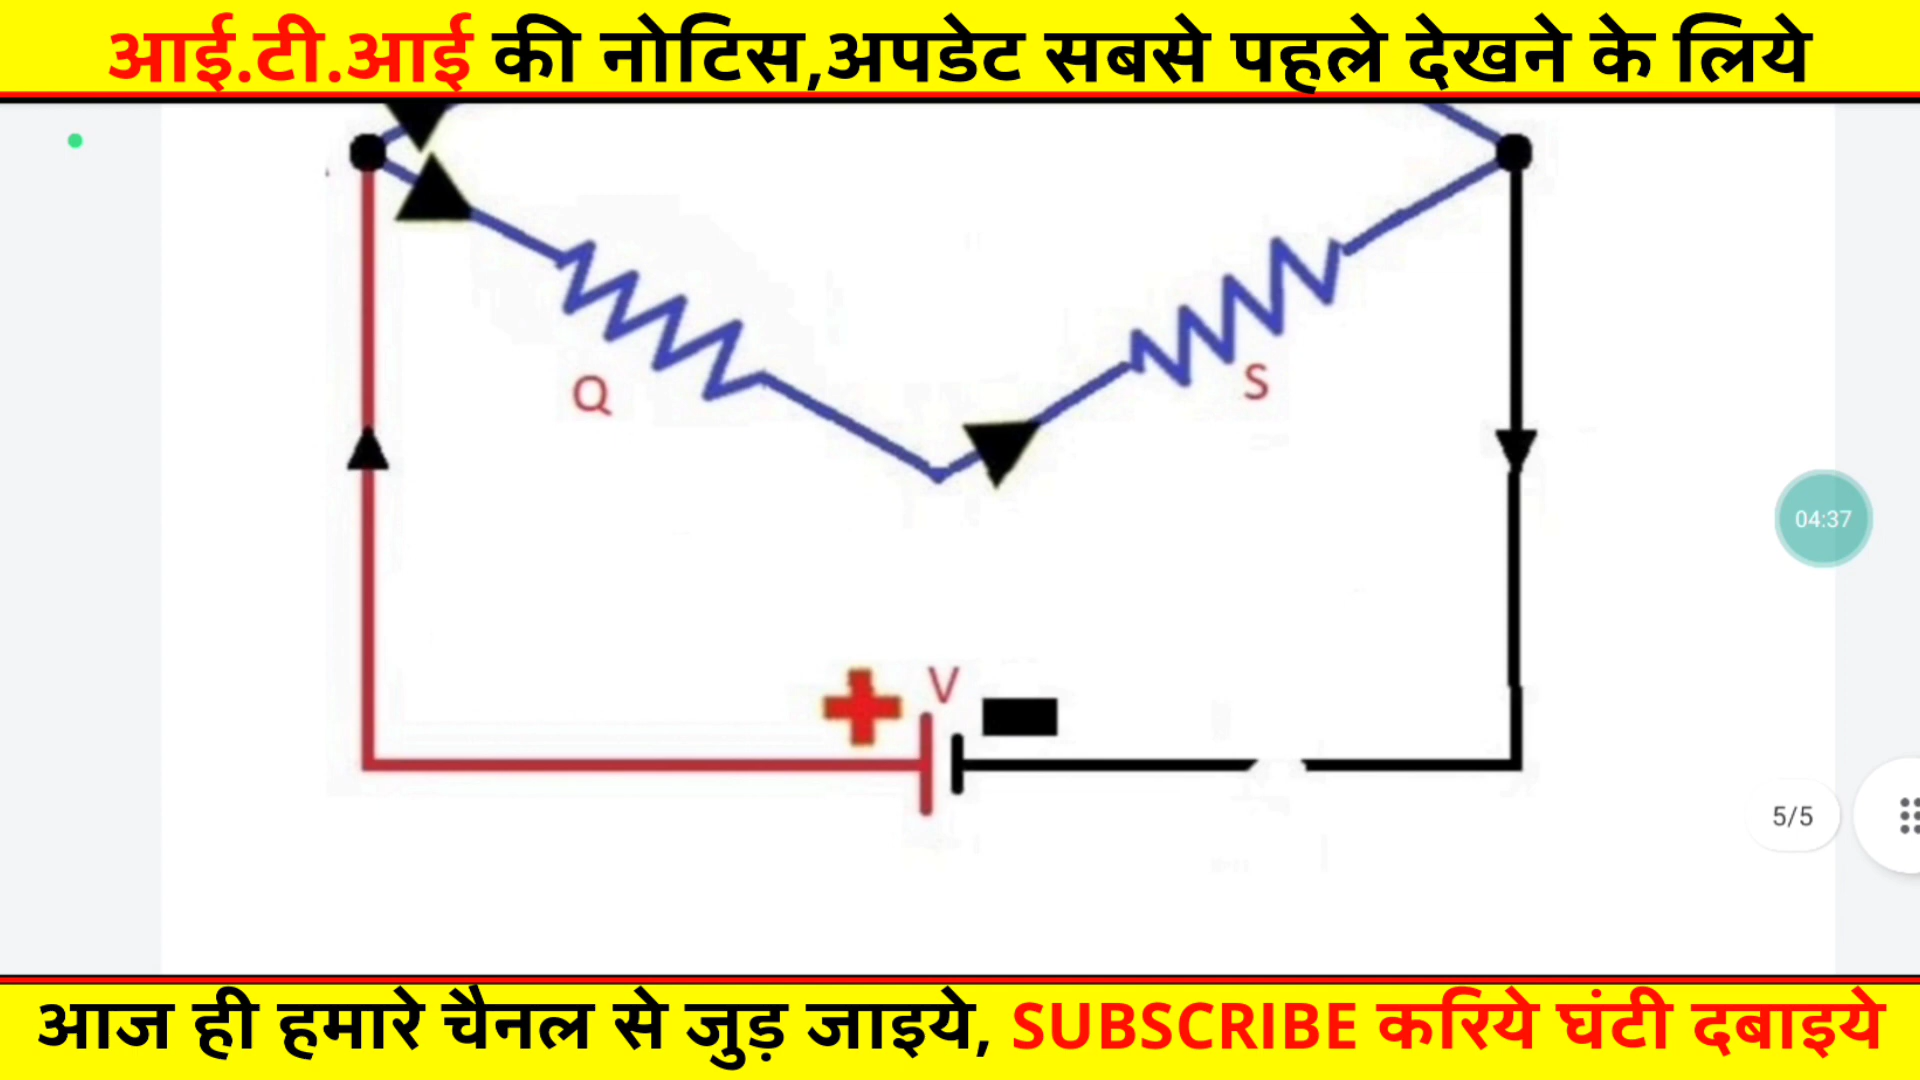 आई.टी.आई की नोटिस,अपडेट सबसे पहले देखने के लिये
Q
S
04:37
V
5/5
आज ही हमारे चैनल से जुड़ जाइये, SUBSCRIBE करिये घंटी दबाइये